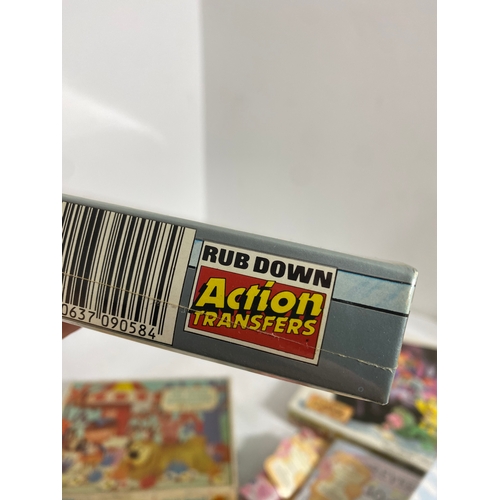 RUB DOWN
Action
TRANSFERS
0637 090584